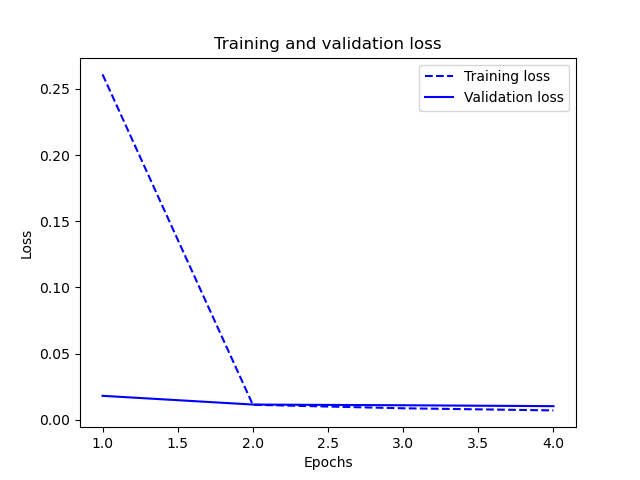 Training and validation loss
Training loss
Validation loss
0.25
0.20
0.15
0.10
0.05
0.00
Loss
1.0 1.5 2.0 2.5 3.0 3.5 4.0
Epochs